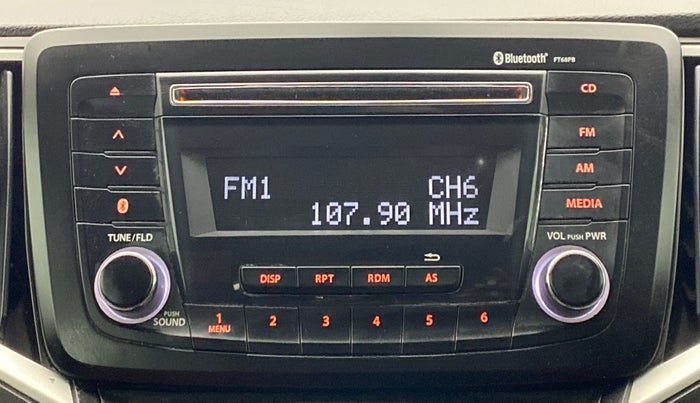 Bluetooth® FT68PB
CD
FM
AM
MEDIA
FM1 CH6
107.90 MHz
TUNE/FLD
VOL PUSH PWR
DISP RPT RDM AS
PUSH
SOUND
1 2 3 4 5 6
MENU